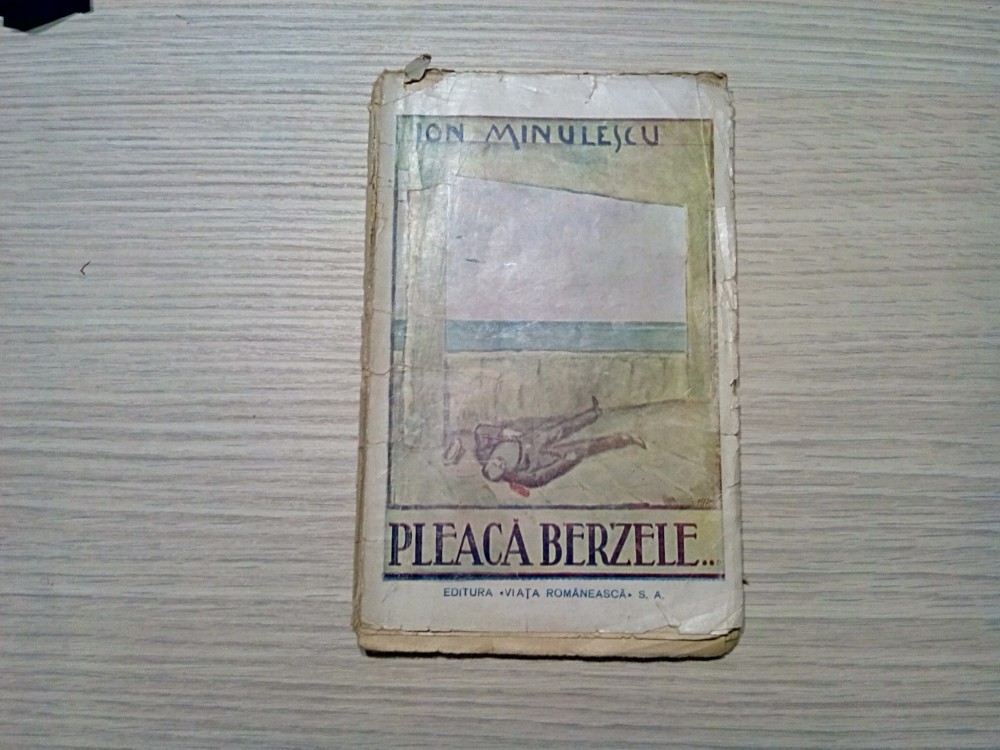 ION MINULESCU
PLEACĂ BERZELE...
EDITURA •VIAȚA ROMÂNEASCĂ• S. A.